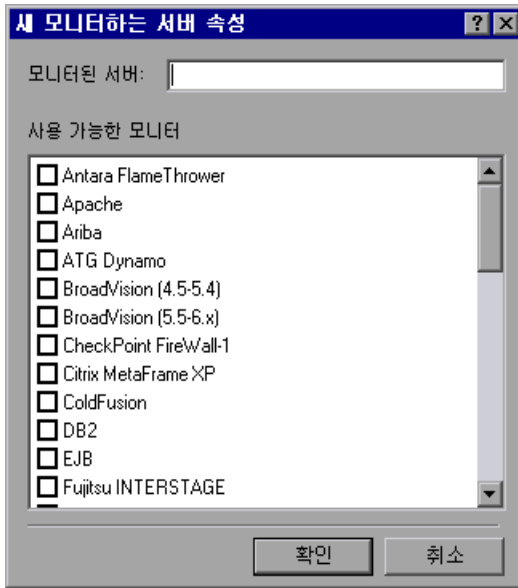 새 모니터하는 서버 속성
모니터된 서버:
사용 가능한 모니터
Antara FlameThrower
Apache
Ariba
ATG Dynamo
BroadVision (4.5-5.4)
BroadVision (5.5-6.x)
CheckPoint FireWall-1
Citrix MetaFrame XP
ColdFusion
DB2
EJB
Fujitsu INTERSTAGE
확인 취소